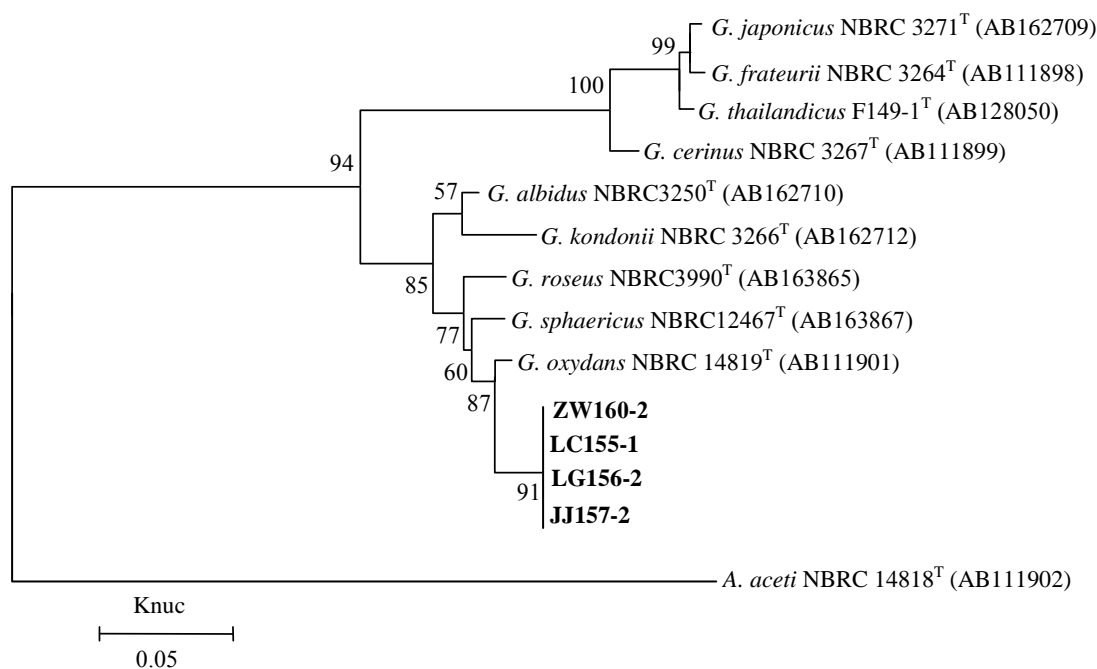 G. japonicus NBRC 3271T (AB162709)
99
G. frateurii NBRC 3264T (AB111898)
100
G. thailandicus F149-1T (AB128050)
G. cerinus NBRC 3267T (AB111899)
94
57
G. albidus NBRC3250T (AB162710)
G. kondonii NBRC 3266T (AB162712)
85
G. roseus NBRC3990T (AB163865)
G. sphaericus NBRC12467T (AB163867)
77
G. oxydans NBRC 14819T (AB111901)
60
87
ZW160-2
LC155-1
LG156-2
91
JJ157-2
A. aceti NBRC 14818T (AB111902)
Knuc
0.05